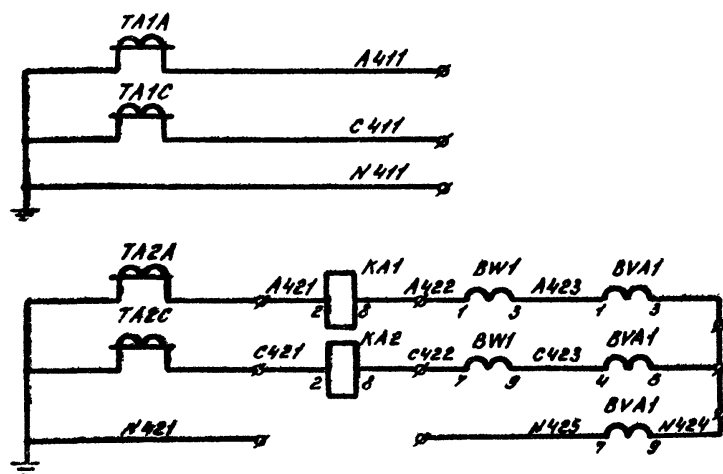 TA1A
A411
TA1C
C411
N411
TA2A
A421 KA1 A422 BW1 A423 BVA1
2 8 1 3 1 3
TA2C
C421 KA2 C422 BW1 C423 BVA1
2 8 7 9 4 6
BVA1
N421 N425 N424
7 9